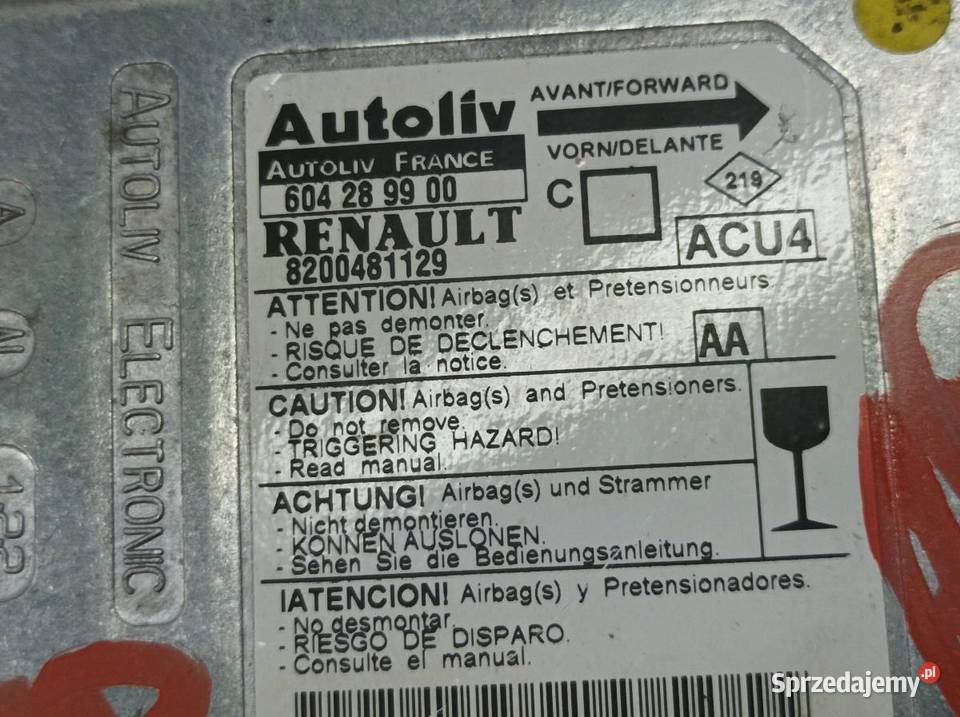 AUTOLIV ELECTRONIC
Autoliv
AUTOLIV FRANCE
604 28 99 00
RENAULT
8200481129
AVANT/FORWARD
VORN/DELANTE
C
219
ACU4
ATTENTION! Airbag(s) et Pretensionneurs.
- Ne pas demonter.
- RISQUE DE DECLENCHEMENT!
- Consulter la notice.
AA
CAUTION! Airbag(s) and Pretensioners.
- Do not remove.
- TRIGGERING HAZARD!
- Read manual.
ACHTUNG! Airbag(s) und Strammer
- Nicht demontieren.
- KONNEN AUSLONEN.
- Sehen Sie die Bedienungsanleitung.
IATENCION! Airbag(s) y Pretensionadores.
- No desmontar.
- RIESGO DE DISPARO.
- Consulte el manual.
Sprzedajemy.pl